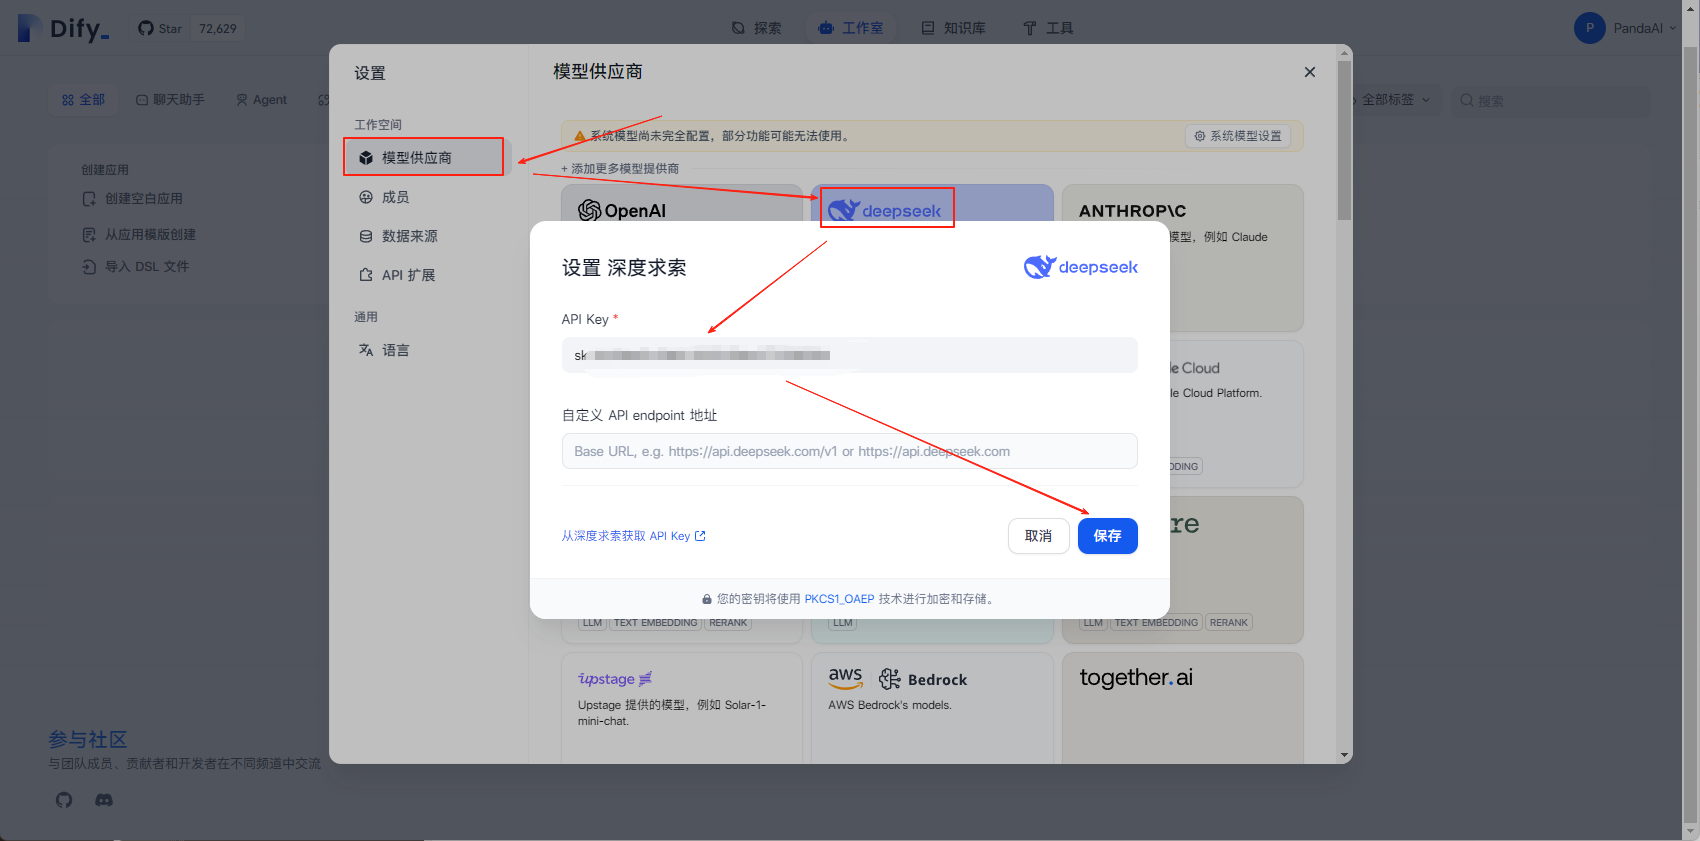 Dify_
Star 72,629
探索
工作室
知识库
工具
P PandaAI
全部
聊天助手
Agent
全部标签
搜索
创建应用
创建空白应用
从应用模版创建
导入 DSL 文件
参与社区
与团队成员、贡献者和开发者在不同频道中交流
设置
工作空间
模型供应商
成员
数据来源
API 扩展
通用
语言
模型供应商
系统模型尚未完全配置，部分功能可能无法使用。
系统模型设置
+ 添加更多模型提供商
OpenAI
deepseek
ANTHROP\C
模型，例如 Claude
设置 深度求索
deepseek
API Key *
sk
自定义 API endpoint 地址
Base URL, e.g. https://api.deepseek.com/v1 or https://api.deepseek.com
从深度求索获取 API Key
取消
保存
您的密钥将使用 PKCS1_OAEP 技术进行加密和存储。
le Cloud
le Cloud Platform.
DDING
re
LLM TEXT EMBEDDING RERANK
LLM
LLM TEXT EMBEDDING RERANK
upstage
Upstage 提供的模型，例如 Solar-1-
mini-chat.
aws Bedrock
AWS Bedrock's models.
together.ai